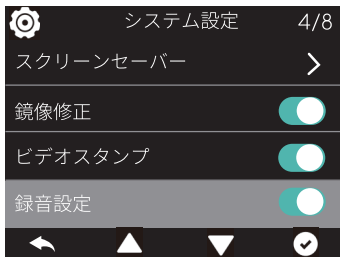 システム設定 4/8
スクリーンセーバー
鏡像修正
ビデオスタンプ
録音設定